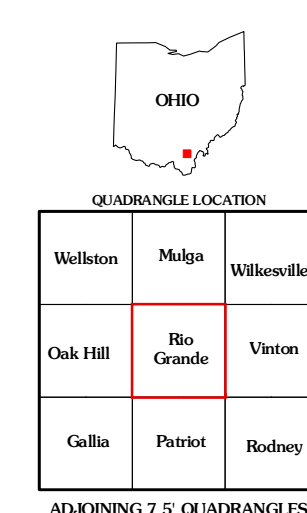 OHIO
QUADRANGLE LOCATION
Wellston Mulga Wilkesville
Oak Hill Rio Grande Vinton
Gallia Patriot Rodney
ADJOINING 7.5' QUADRANGLES